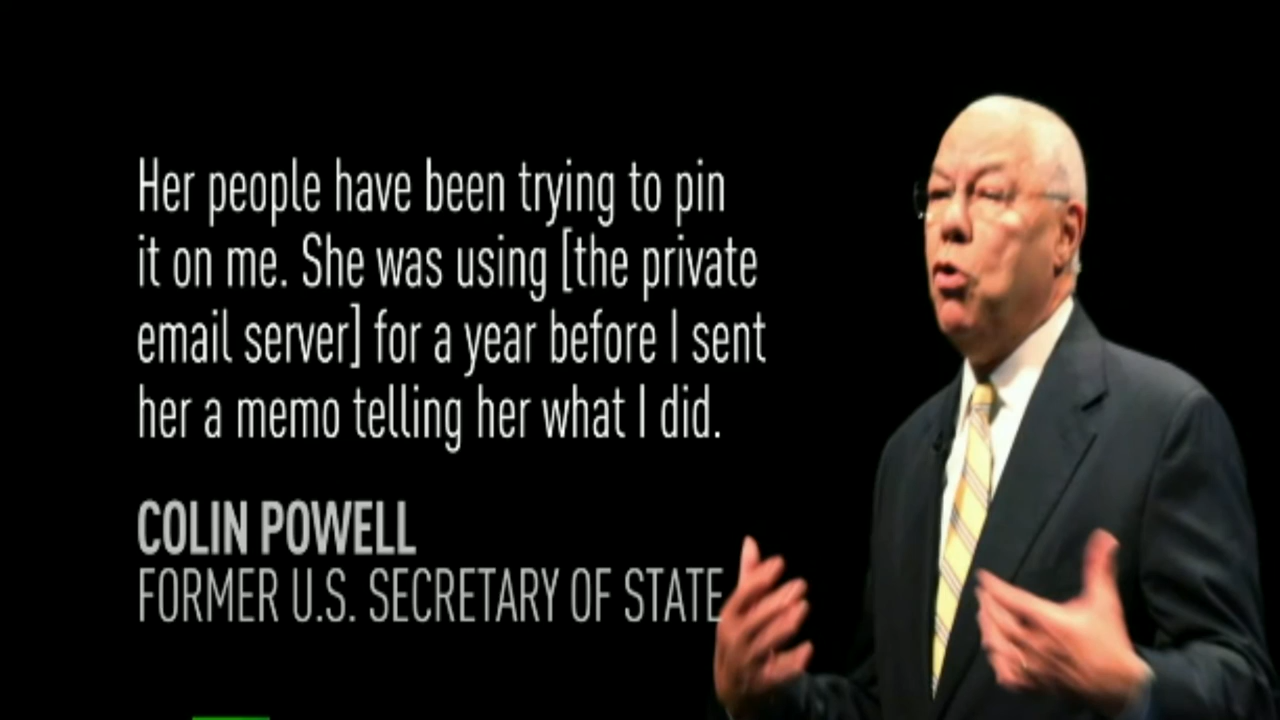 Her people have been trying to pin
it on me. She was using [the private
email server] for a year before I sent
her a memo telling her what I did.
COLIN POWELL
FORMER U.S. SECRETARY OF STATE